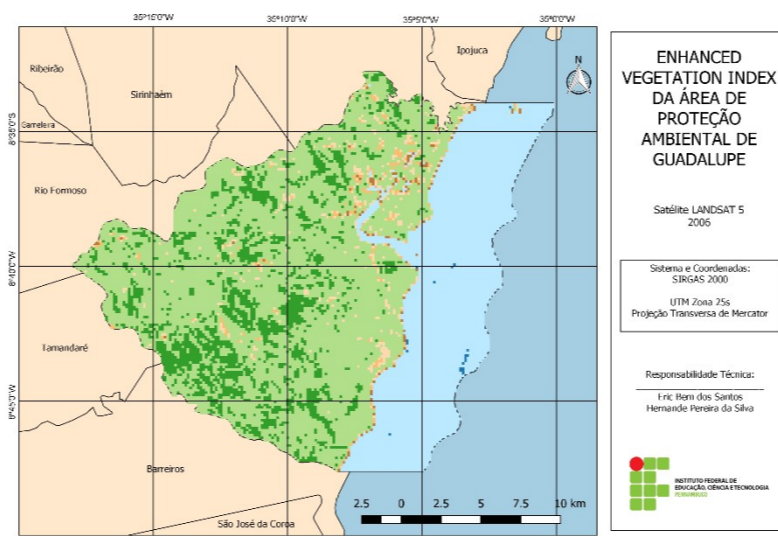 35°15'0"W 35°10'0"W 35°5'0"W 35°0'0"W
Ipojuca
N
Ribeirão
Sirinhaém
Gameleira
8°35'0"W
Rio Formoso
8°40'0"W
Tamandaré
8°45'0"W
Barreiros
São José da Coroa
2.5 0 2.5 5 7.5 10 km
ENHANCED
VEGETATION INDEX
DA ÁREA DE
PROTEÇÃO
AMBIENTAL DE
GUADALUPE
Satélite LANDSAT 5
2006
Sistema e Coordenadas:
SIRGAS 2000
UTM Zona 25s
Projeção Transversa de Mercator
Responsabilidade Técnica:
Eric Bem dos Santos
Hernande Pereira da Silva
INSTITUTO FEDERAL DE
EDUCAÇÃO, CIÊNCIA E TECNOLOGIA
PERNAMBUCO